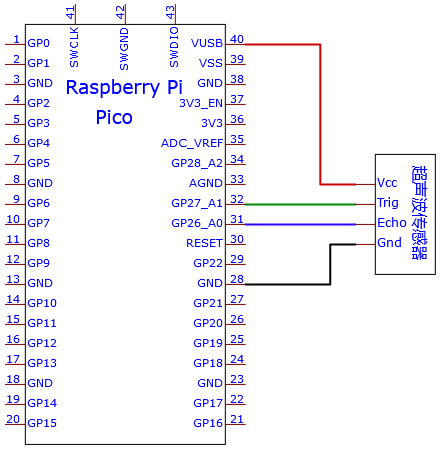 41
42
43
SWCLK
SWGND
SWDIO
Raspberry Pi
Pico
1 GP0 VUSB 40
2 GP1 VSS 39
3 GND GND 38
4 GP2 3V3_EN 37
5 GP3 3V3 36
6 GP4 ADC_VREF 35
7 GP5 GP28_A2 34
8 GND AGND 33
9 GP6 GP27_A1 32
10 GP7 GP26_A0 31
11 GP8 RESET 30
12 GP9 GP22 29
13 GND GND 28
14 GP10 GP21 27
15 GP11 GP20 26
16 GP12 GP19 25
17 GP13 GP18 24
18 GND GND 23
19 GP14 GP17 22
20 GP15 GP16 21
Vcc
Trig
Echo
Gnd
超声波传感器